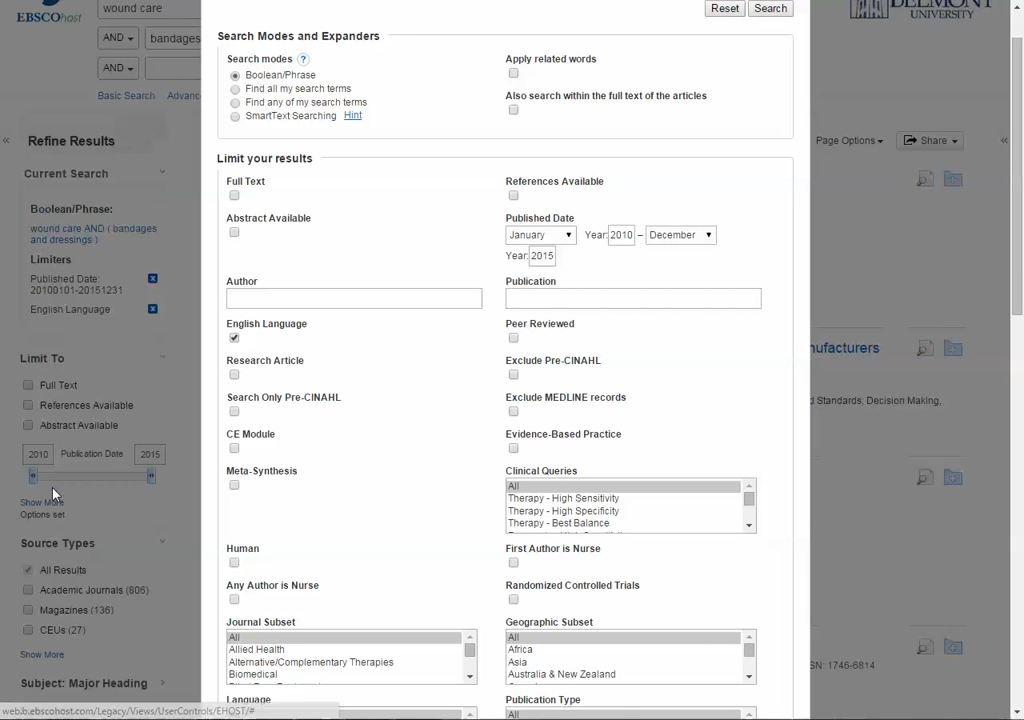 wound care
EBSCOhost
AND
bandages
AND
Basic Search
Advanc
Reset
Search
BELMONT
UNIVERSITY
«
Refine Results
Current Search
Boolean/Phrase:
wound care AND ( bandages
and dressings )
Limiters
Published Date:
20100101-20151231
English Language
Limit To
Full Text
References Available
Abstract Available
2010 Publication Date 2015
Show More
Options set
Source Types
All Results
Academic Journals (806)
Magazines (136)
CEUs (27)
Show More
Subject: Major Heading
web.b.ebscohost.com/Legacy/Views/UserControls/EHOST/#
Search Modes and Expanders
Search modes ?
Boolean/Phrase
Find all my search terms
Find any of my search terms
SmartText Searching Hint
Apply related words
Also search within the full text of the articles
Limit your results
Full Text
References Available
Abstract Available
Published Date
January Year: 2010 – December
Year: 2015
Author
Publication
English Language
Peer Reviewed
Research Article
Exclude Pre-CINAHL
Search Only Pre-CINAHL
Exclude MEDLINE records
CE Module
Evidence-Based Practice
Meta-Synthesis
Clinical Queries
All
Therapy - High Sensitivity
Therapy - High Specificity
Therapy - Best Balance
Human
First Author is Nurse
Any Author is Nurse
Randomized Controlled Trials
Journal Subset
All
Allied Health
Alternative/Complementary Therapies
Biomedical
Geographic Subset
All
Africa
Asia
Australia & New Zealand
Language
Publication Type
All
Page Options
Share
«
nufacturers
d Standards; Decision Making,
SN: 1746-6814